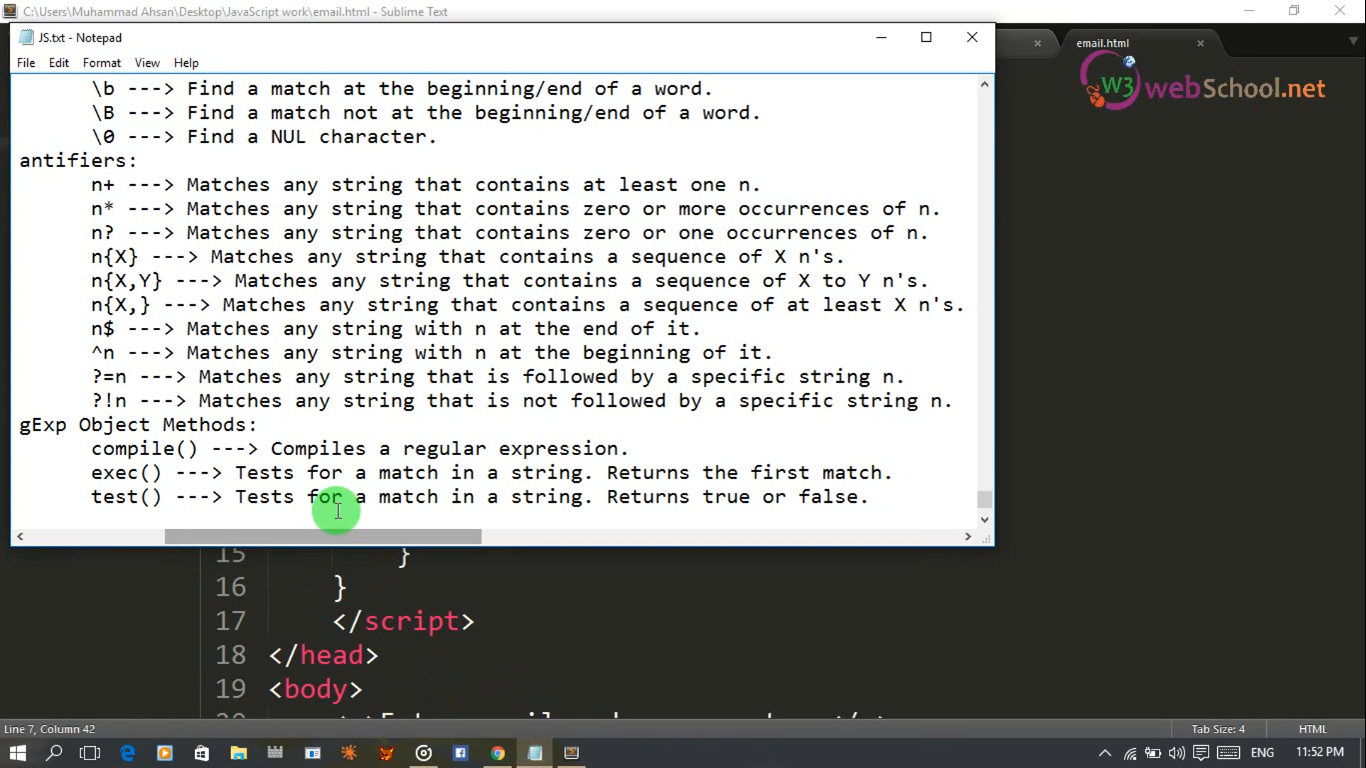 C:\Users\Muhammad Ahsan\Desktop\JavaScript work\email.html - Sublime Text
JS.txt - Notepad
email.html
File Edit Format View Help
W3 webSchool.net
\b ---> Find a match at the beginning/end of a word.
\B ---> Find a match not at the beginning/end of a word.
\0 ---> Find a NUL character.
antifiers:
n+ ---> Matches any string that contains at least one n.
n* ---> Matches any string that contains zero or more occurrences of n.
n? ---> Matches any string that contains zero or one occurrences of n.
n{X} ---> Matches any string that contains a sequence of X n's.
n{X,Y} ---> Matches any string that contains a sequence of X to Y n's.
n{X,} ---> Matches any string that contains a sequence of at least X n's.
n$ ---> Matches any string with n at the end of it.
^n ---> Matches any string with n at the beginning of it.
?=n ---> Matches any string that is followed by a specific string n.
?!n ---> Matches any string that is not followed by a specific string n.
gExp Object Methods:
compile() ---> Compiles a regular expression.
exec() ---> Tests for a match in a string. Returns the first match.
test() ---> Tests for a match in a string. Returns true or false.
15 }
16 }
17 </script>
18 </head>
19 <body>
Line 7, Column 42
Tab Size: 4
HTML
ENG
11:52 PM